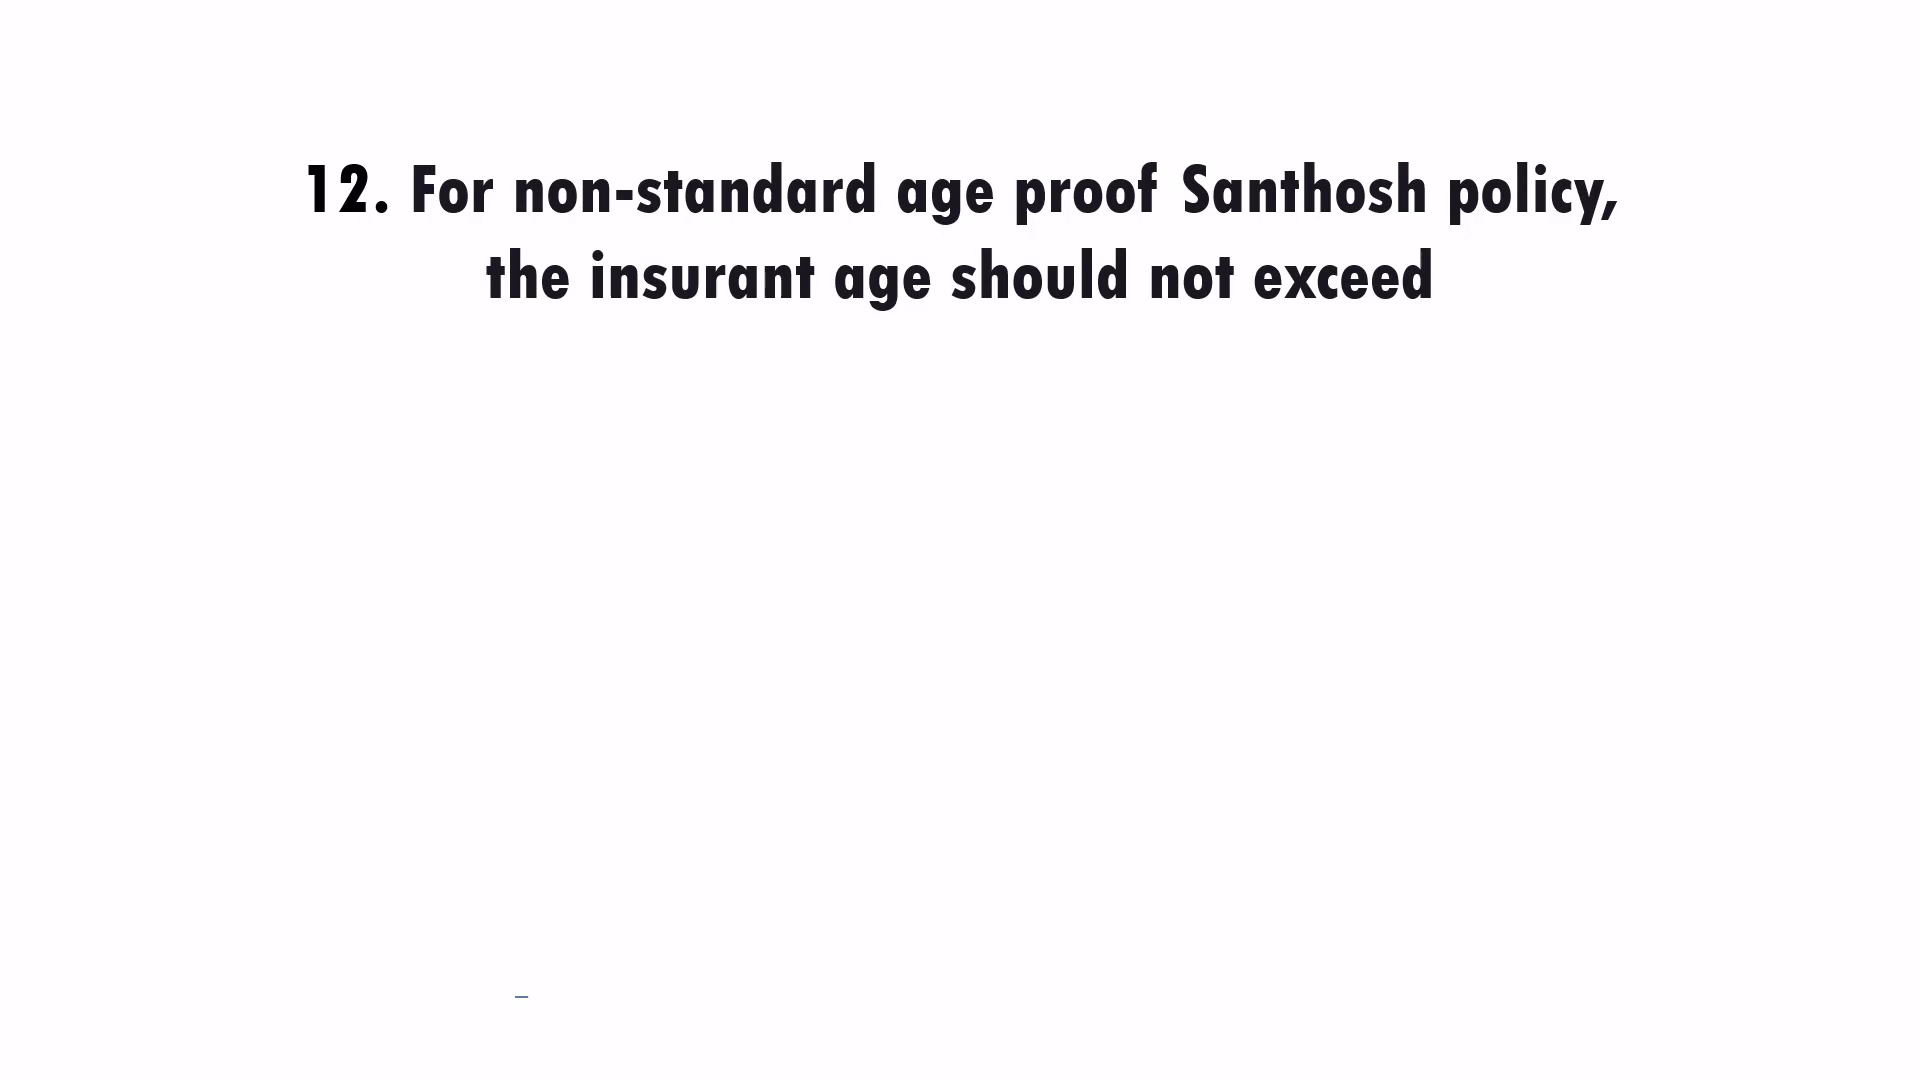 12. For non-standard age proof Santhosh policy,
the insurant age should not exceed